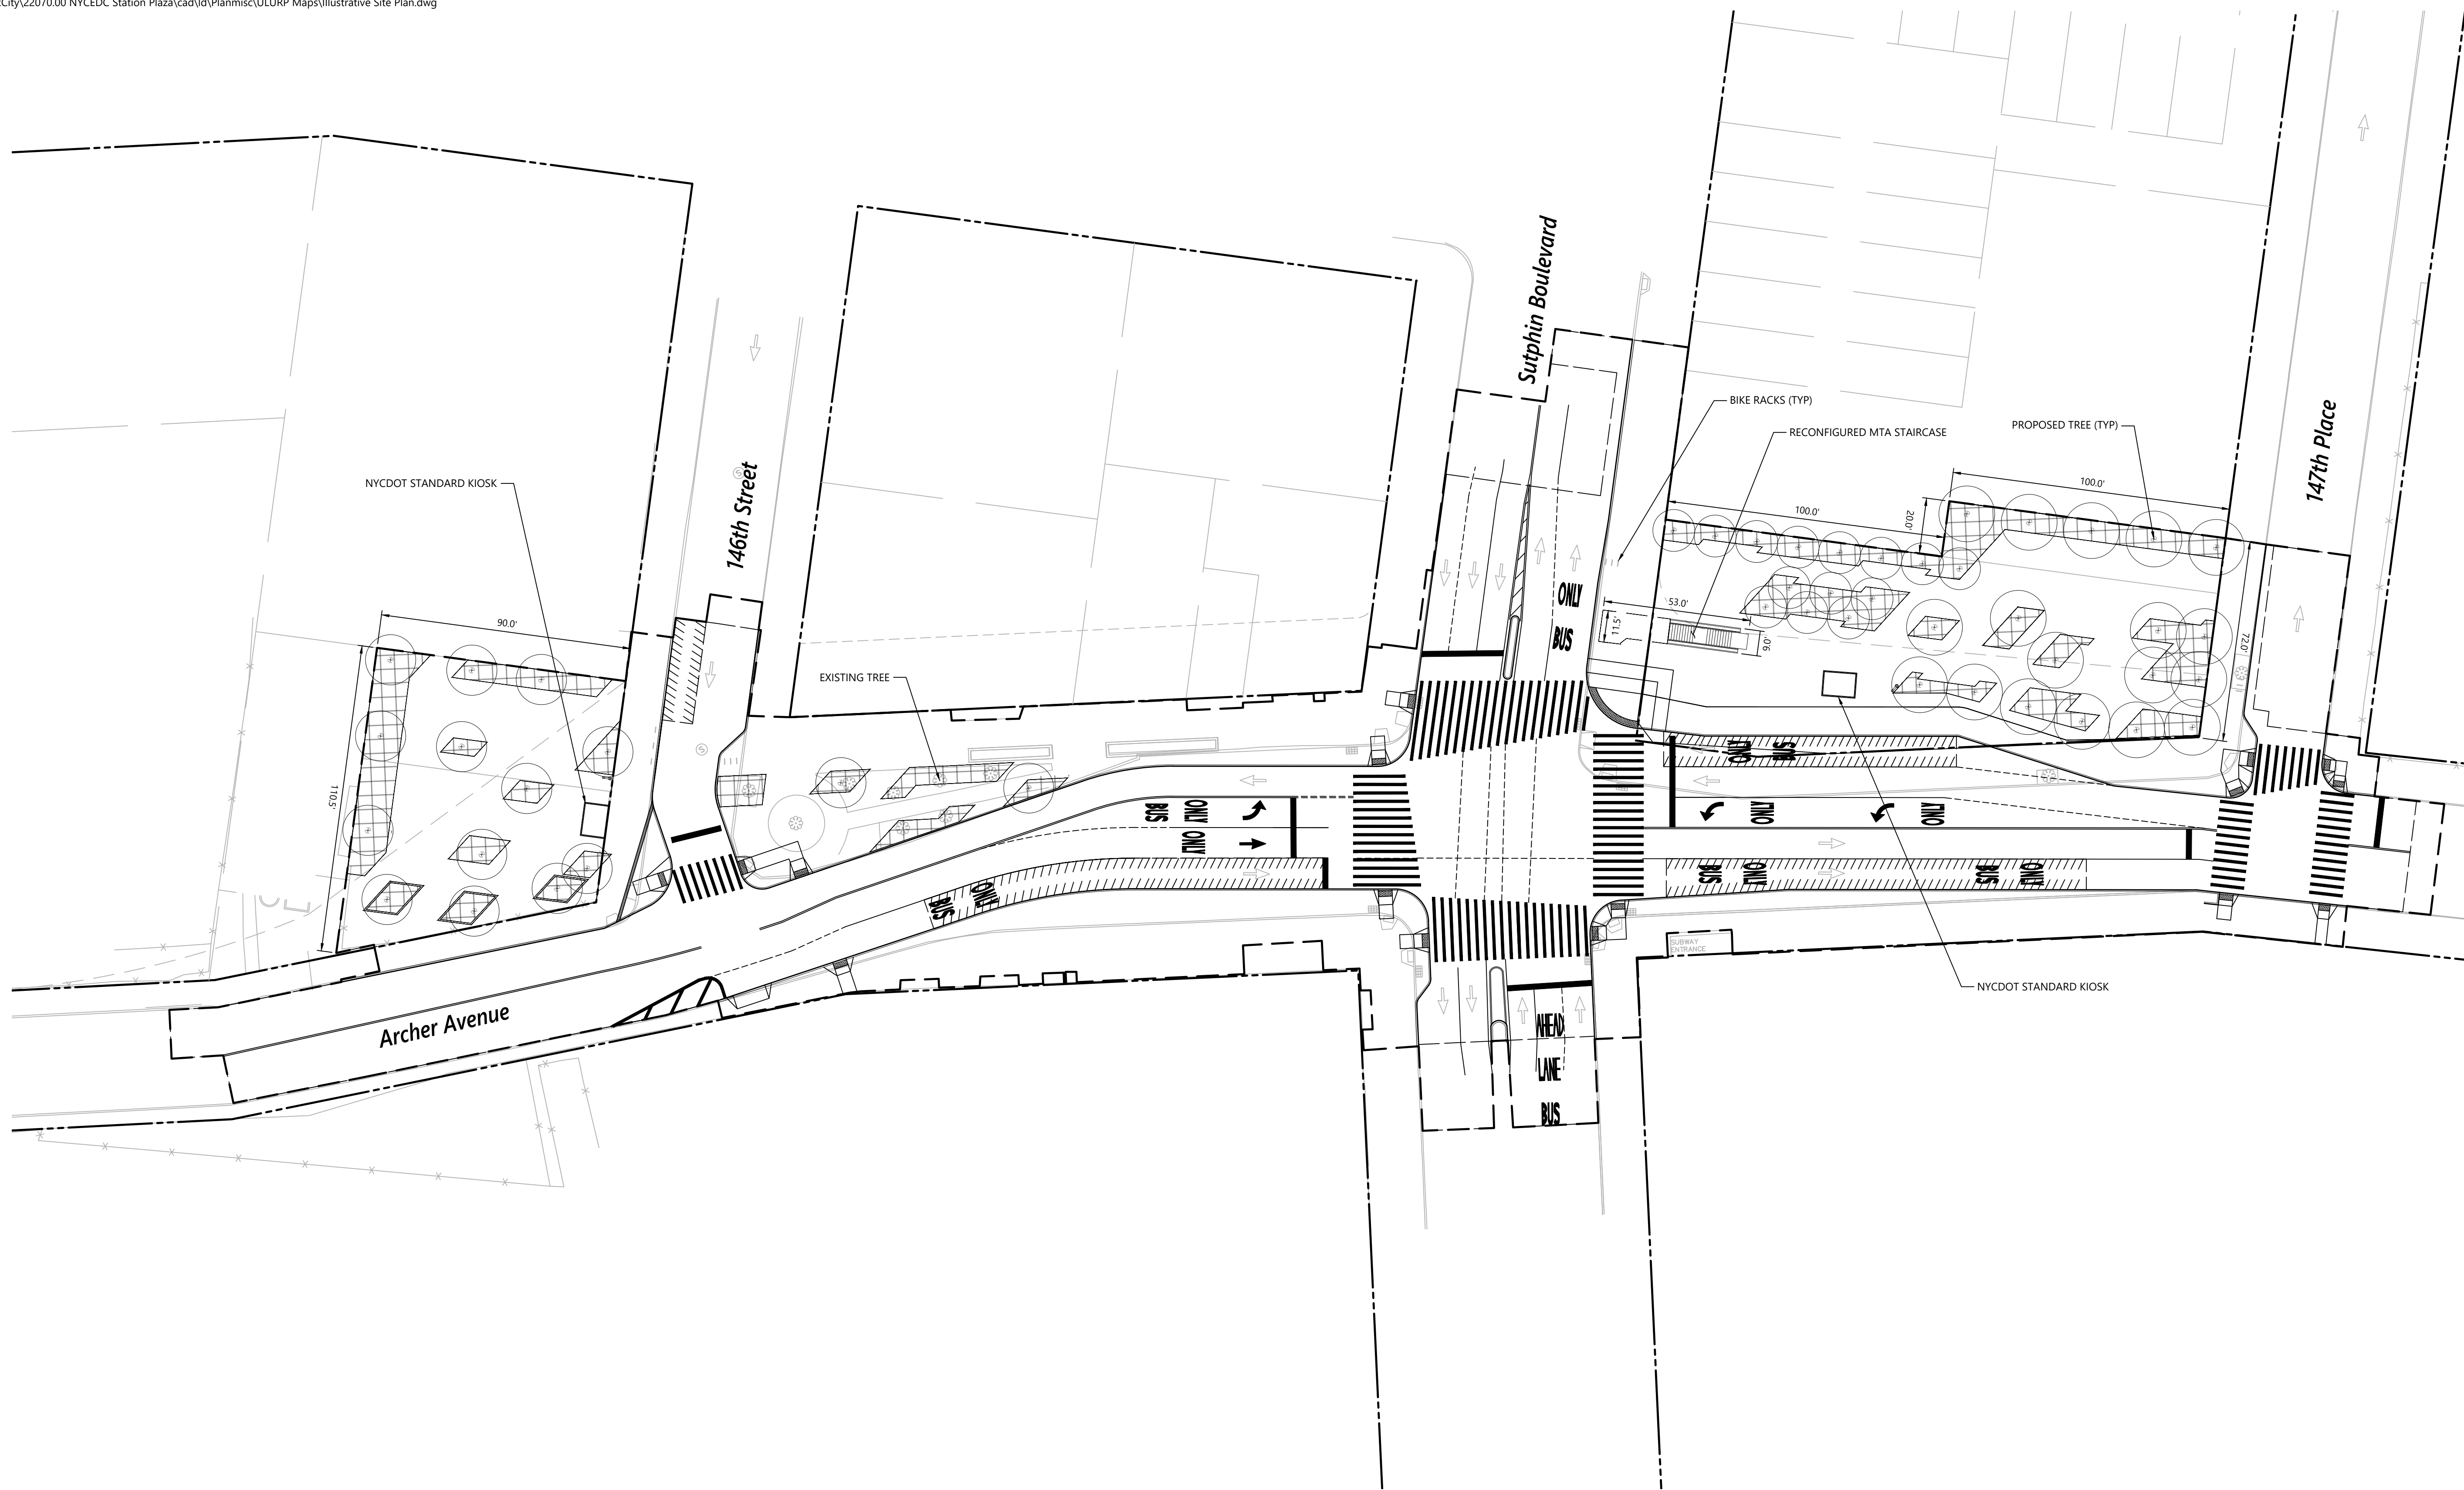 City\22070.00 NYCEDC Station Plaza\cad\ld\Planmisc\ULURP Maps\Illustrative Site Plan.dwg
Sutphin Boulevard
BIKE RACKS (TYP)
RECONFIGURED MTA STAIRCASE
PROPOSED TREE (TYP)
147th Place
NYCDOT STANDARD KIOSK
146th Street
100.0'
100.0'
20.0'
ONLY
BUS
53.0'
11.5'
9.0'
72.0'
90.0'
EXISTING TREE
110.5'
ONLY
BUS
BUS
ONLY
ONLY
ONLY
ONLY
BUS
ONLY
BUS
ONLY
BUS
ONLY
SUBWAY
ENTRANCE
NYCDOT STANDARD KIOSK
Archer Avenue
AHEAD
LANE
BUS